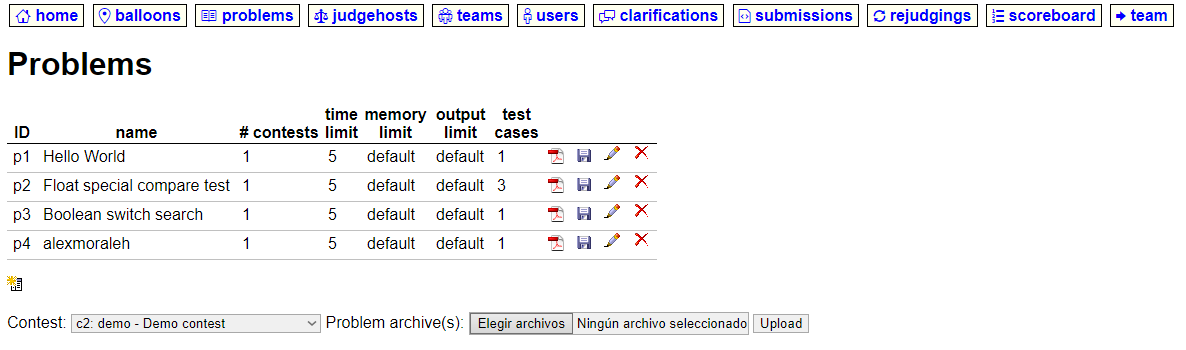 home balloons problems judgehosts teams users clarifications submissions rejudgings scoreboard team
Problems
time memory output test
ID name # contests limit limit limit cases
p1 Hello World 1 5 default default 1
p2 Float special compare test 1 5 default default 3
p3 Boolean switch search 1 5 default default 1
p4 alexmoraleh 1 5 default default 1
Contest: c2: demo - Demo contest Problem archive(s): Elegir archivos Ningún archivo seleccionado Upload